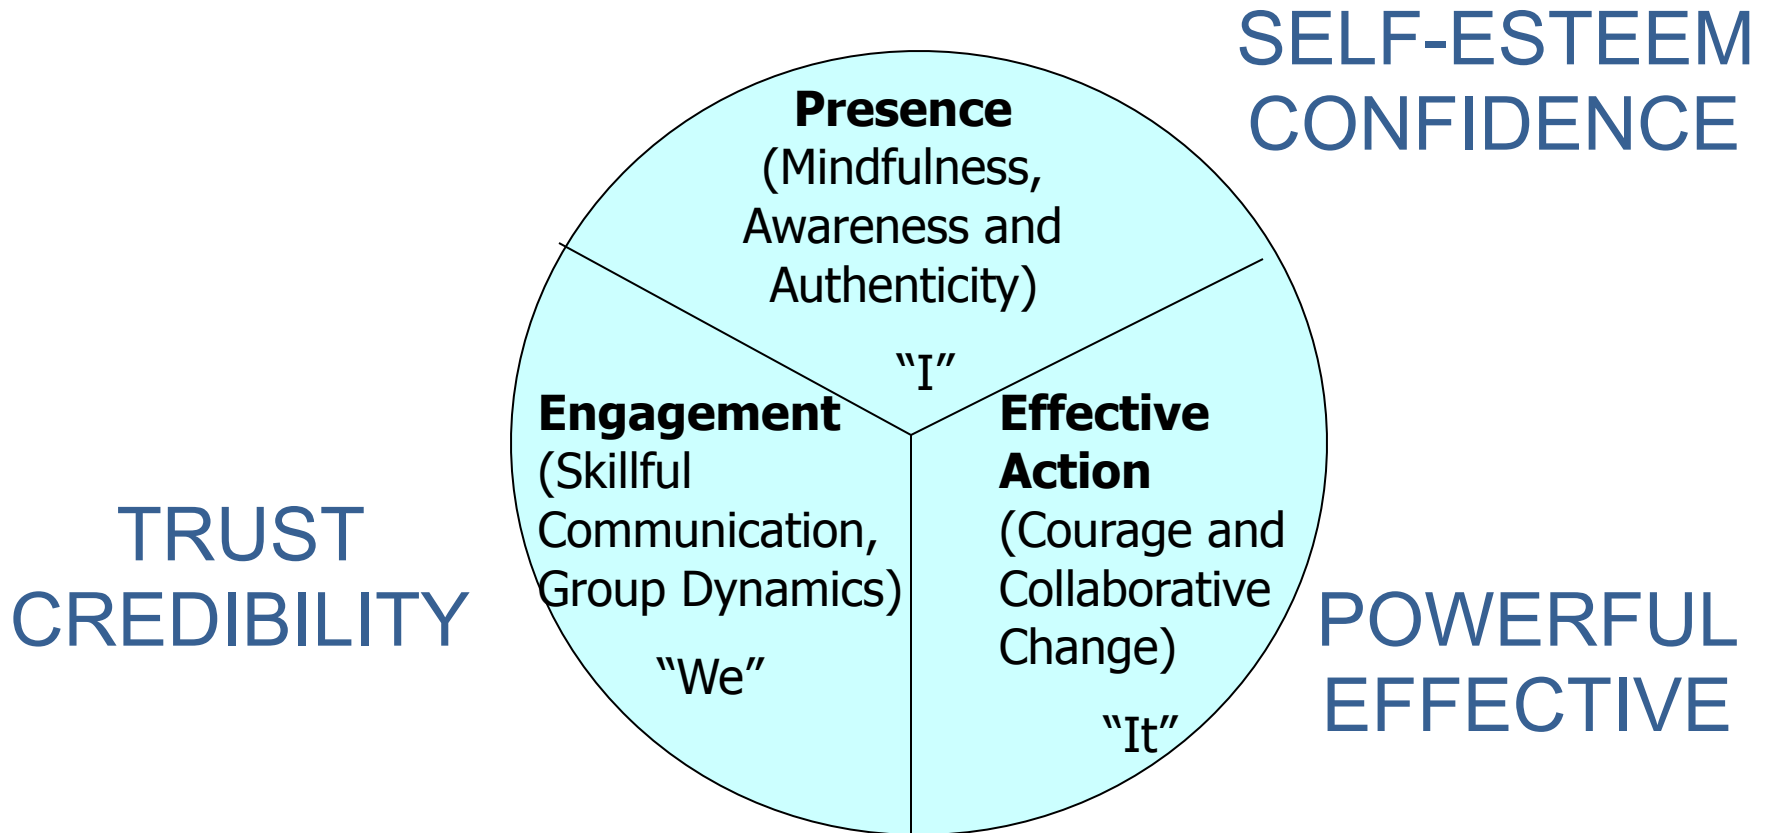 SELF-ESTEEM
CONFIDENCE
Presence
(Mindfulness,
Awareness and
Authenticity)
“I”
Engagement
(Skillful
Communication,
Group Dynamics)
“We”
Effective
Action
(Courage and
Collaborative
Change)
“It”
TRUST
CREDIBILITY
POWERFUL
EFFECTIVE